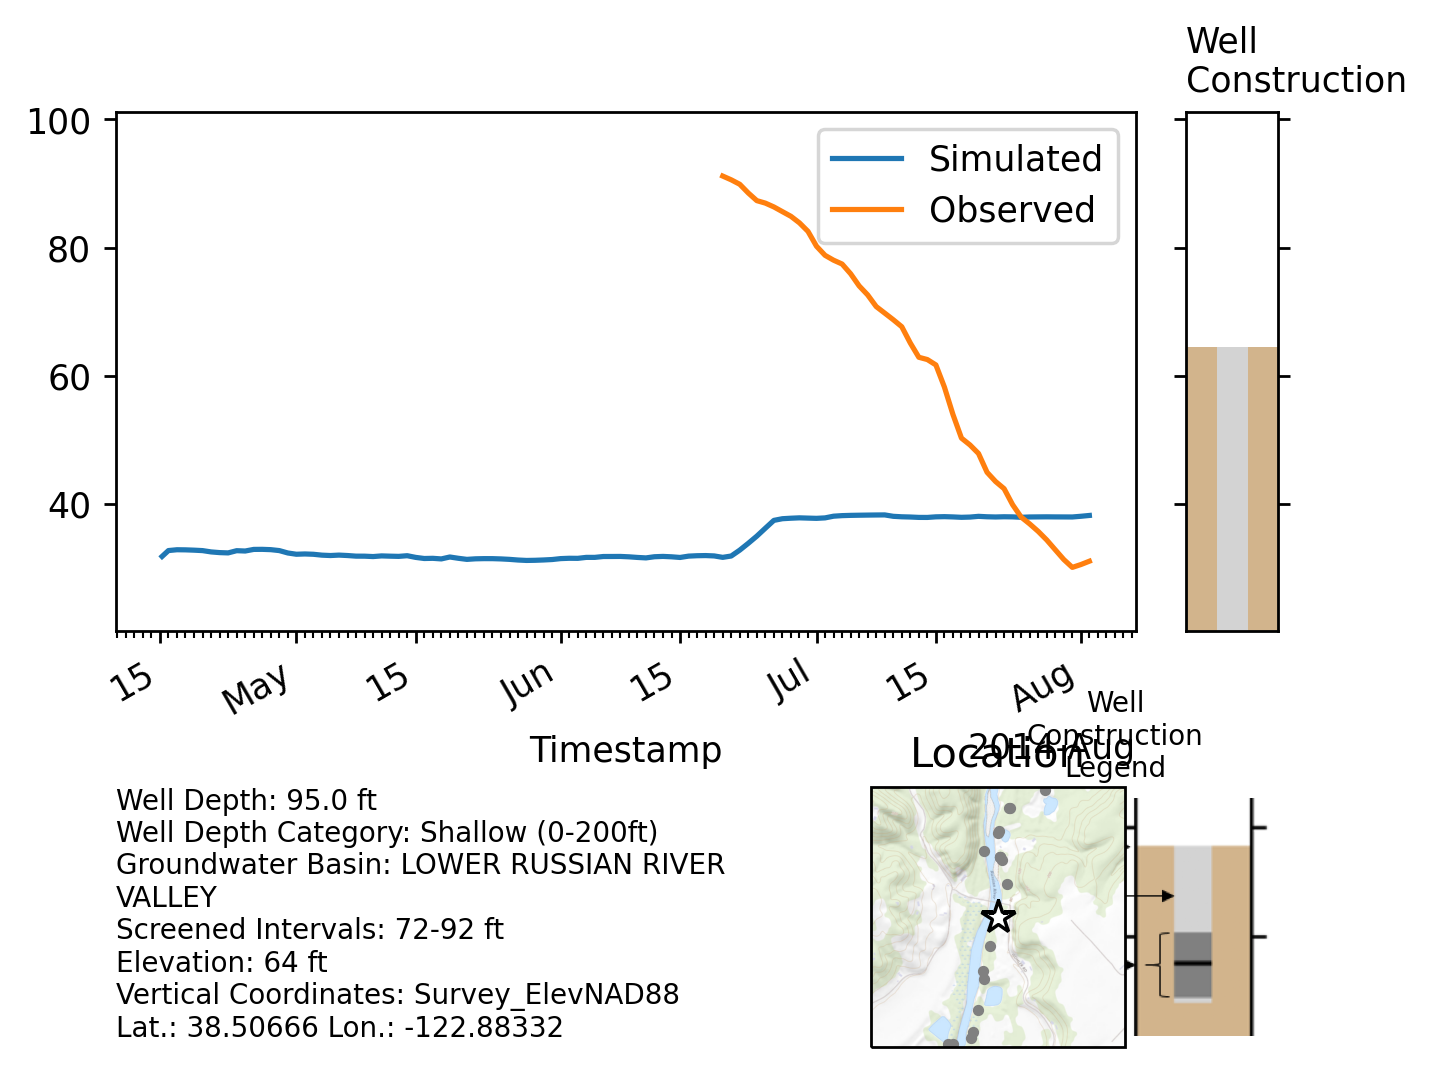 Well
Construction
100
80
60
40
Simulated
Observed
15
May
15
Jun
15
Jul
15
Aug
Timestamp
2014-Aug
Well
Construction
Legend
Location
Well Depth: 95.0 ft
Well Depth Category: Shallow (0-200ft)
Groundwater Basin: LOWER RUSSIAN RIVER
VALLEY
Screened Intervals: 72-92 ft
Elevation: 64 ft
Vertical Coordinates: Survey_ElevNAD88
Lat.: 38.50666 Lon.: -122.88332